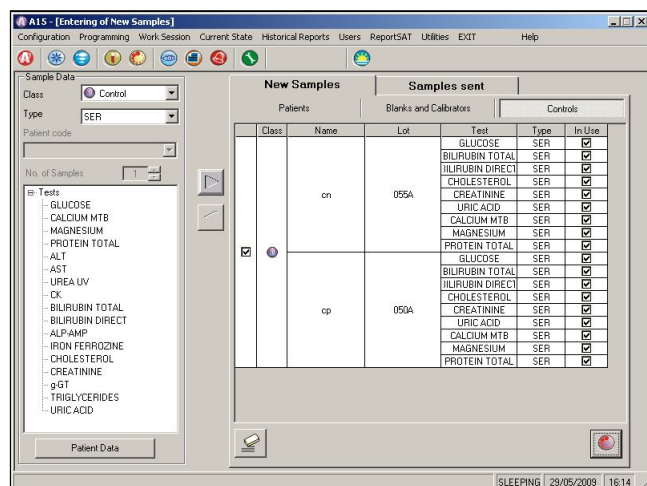 A15 - [Entering of New Samples]
Configuration Programming Work Session Current State Historical Reports Users ReportSAT Utilities EXIT Help
Sample Data
Class Control
Type SER
Patient code
No. of Samples 1
Tests
GLUCOSE
CALCIUM MTB
MAGNESIUM
PROTEIN TOTAL
ALT
AST
UREA UV
CK
BILIRUBIN TOTAL
BILIRUBIN DIRECT
ALP-AMP
IRON FERROZINE
CHOLESTEROL
CREATININE
g-GT
TRIGLYCERIDES
URIC ACID
Patient Data
New Samples Samples sent
Patients Blanks and Calibrators Controls
Class Name Lot Test Type In Use
cn 055A
GLUCOSE SER
BILIRUBIN TOTAL SER
BILIRUBIN DIRECT SER
CHOLESTEROL SER
CREATININE SER
URIC ACID SER
CALCIUM MTB SER
MAGNESIUM SER
PROTEIN TOTAL SER
cp 050A
GLUCOSE SER
BILIRUBIN TOTAL SER
BILIRUBIN DIRECT SER
CHOLESTEROL SER
CREATININE SER
URIC ACID SER
CALCIUM MTB SER
MAGNESIUM SER
PROTEIN TOTAL SER
SLEEPING 29/05/2009 16:14